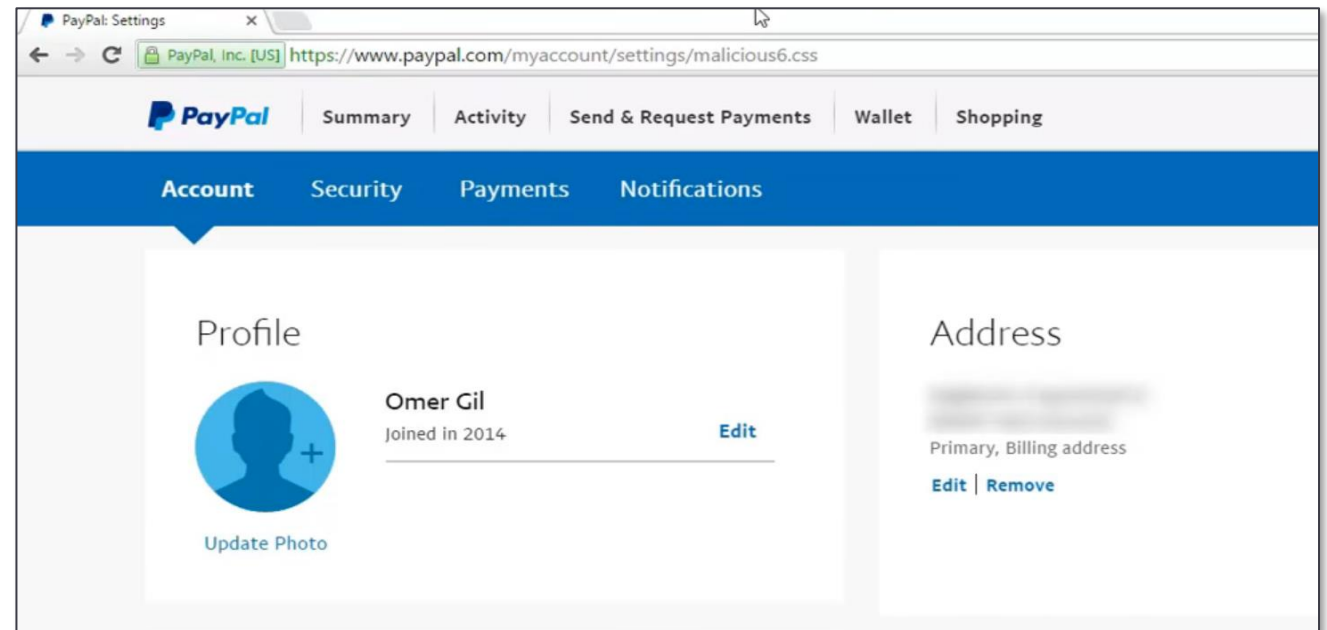 PayPal: Settings
PayPal, Inc. [US] https://www.paypal.com/myaccount/settings/malicious6.css
PayPal Summary Activity Send & Request Payments Wallet Shopping
Account Security Payments Notifications
Profile
Omer Gil
Joined in 2014
Edit
Update Photo
Address
Primary, Billing address
Edit | Remove